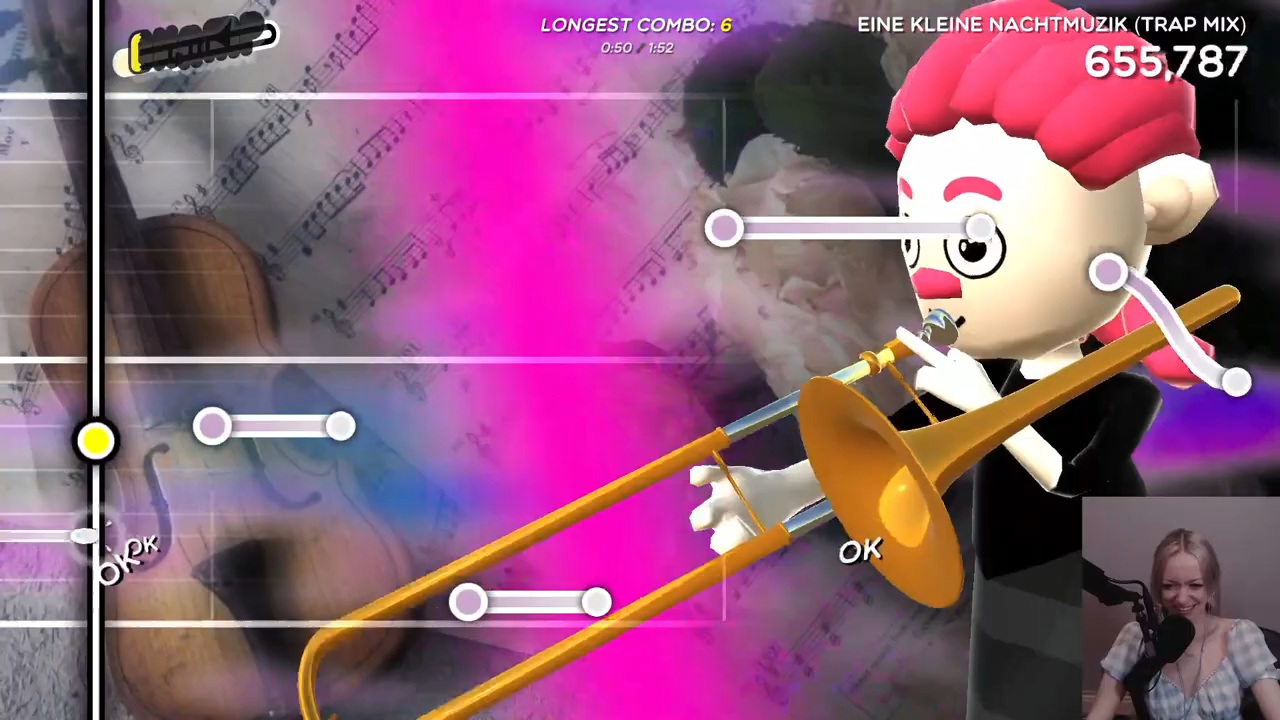 LONGEST COMBO: 6
0:50 / 1:52
EINE KLEINE NACHTMUZIK (TRAP MIX)
655,787
OK
OK
OK